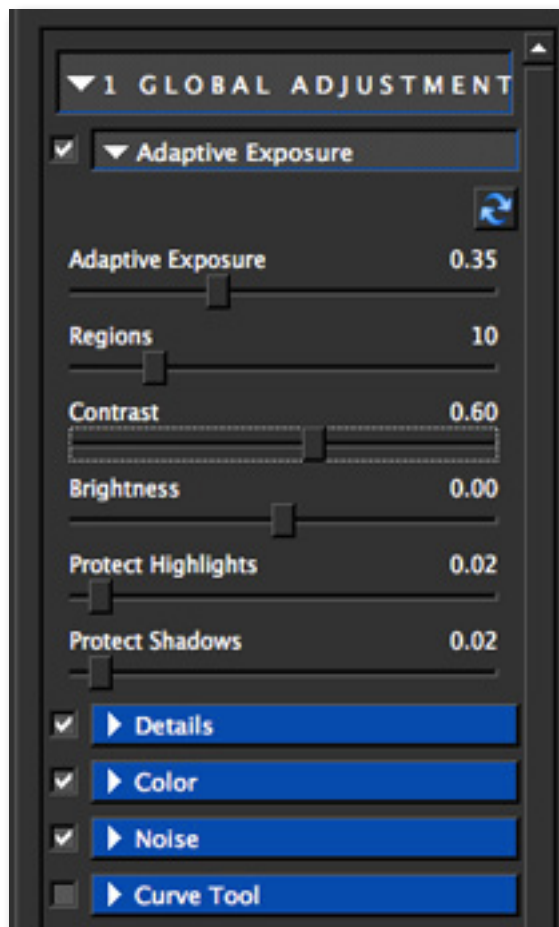 1 GLOBAL ADJUSTMENT
Adaptive Exposure
Adaptive Exposure 0.35
Regions 10
Contrast 0.60
Brightness 0.00
Protect Highlights 0.02
Protect Shadows 0.02
Details
Color
Noise
Curve Tool